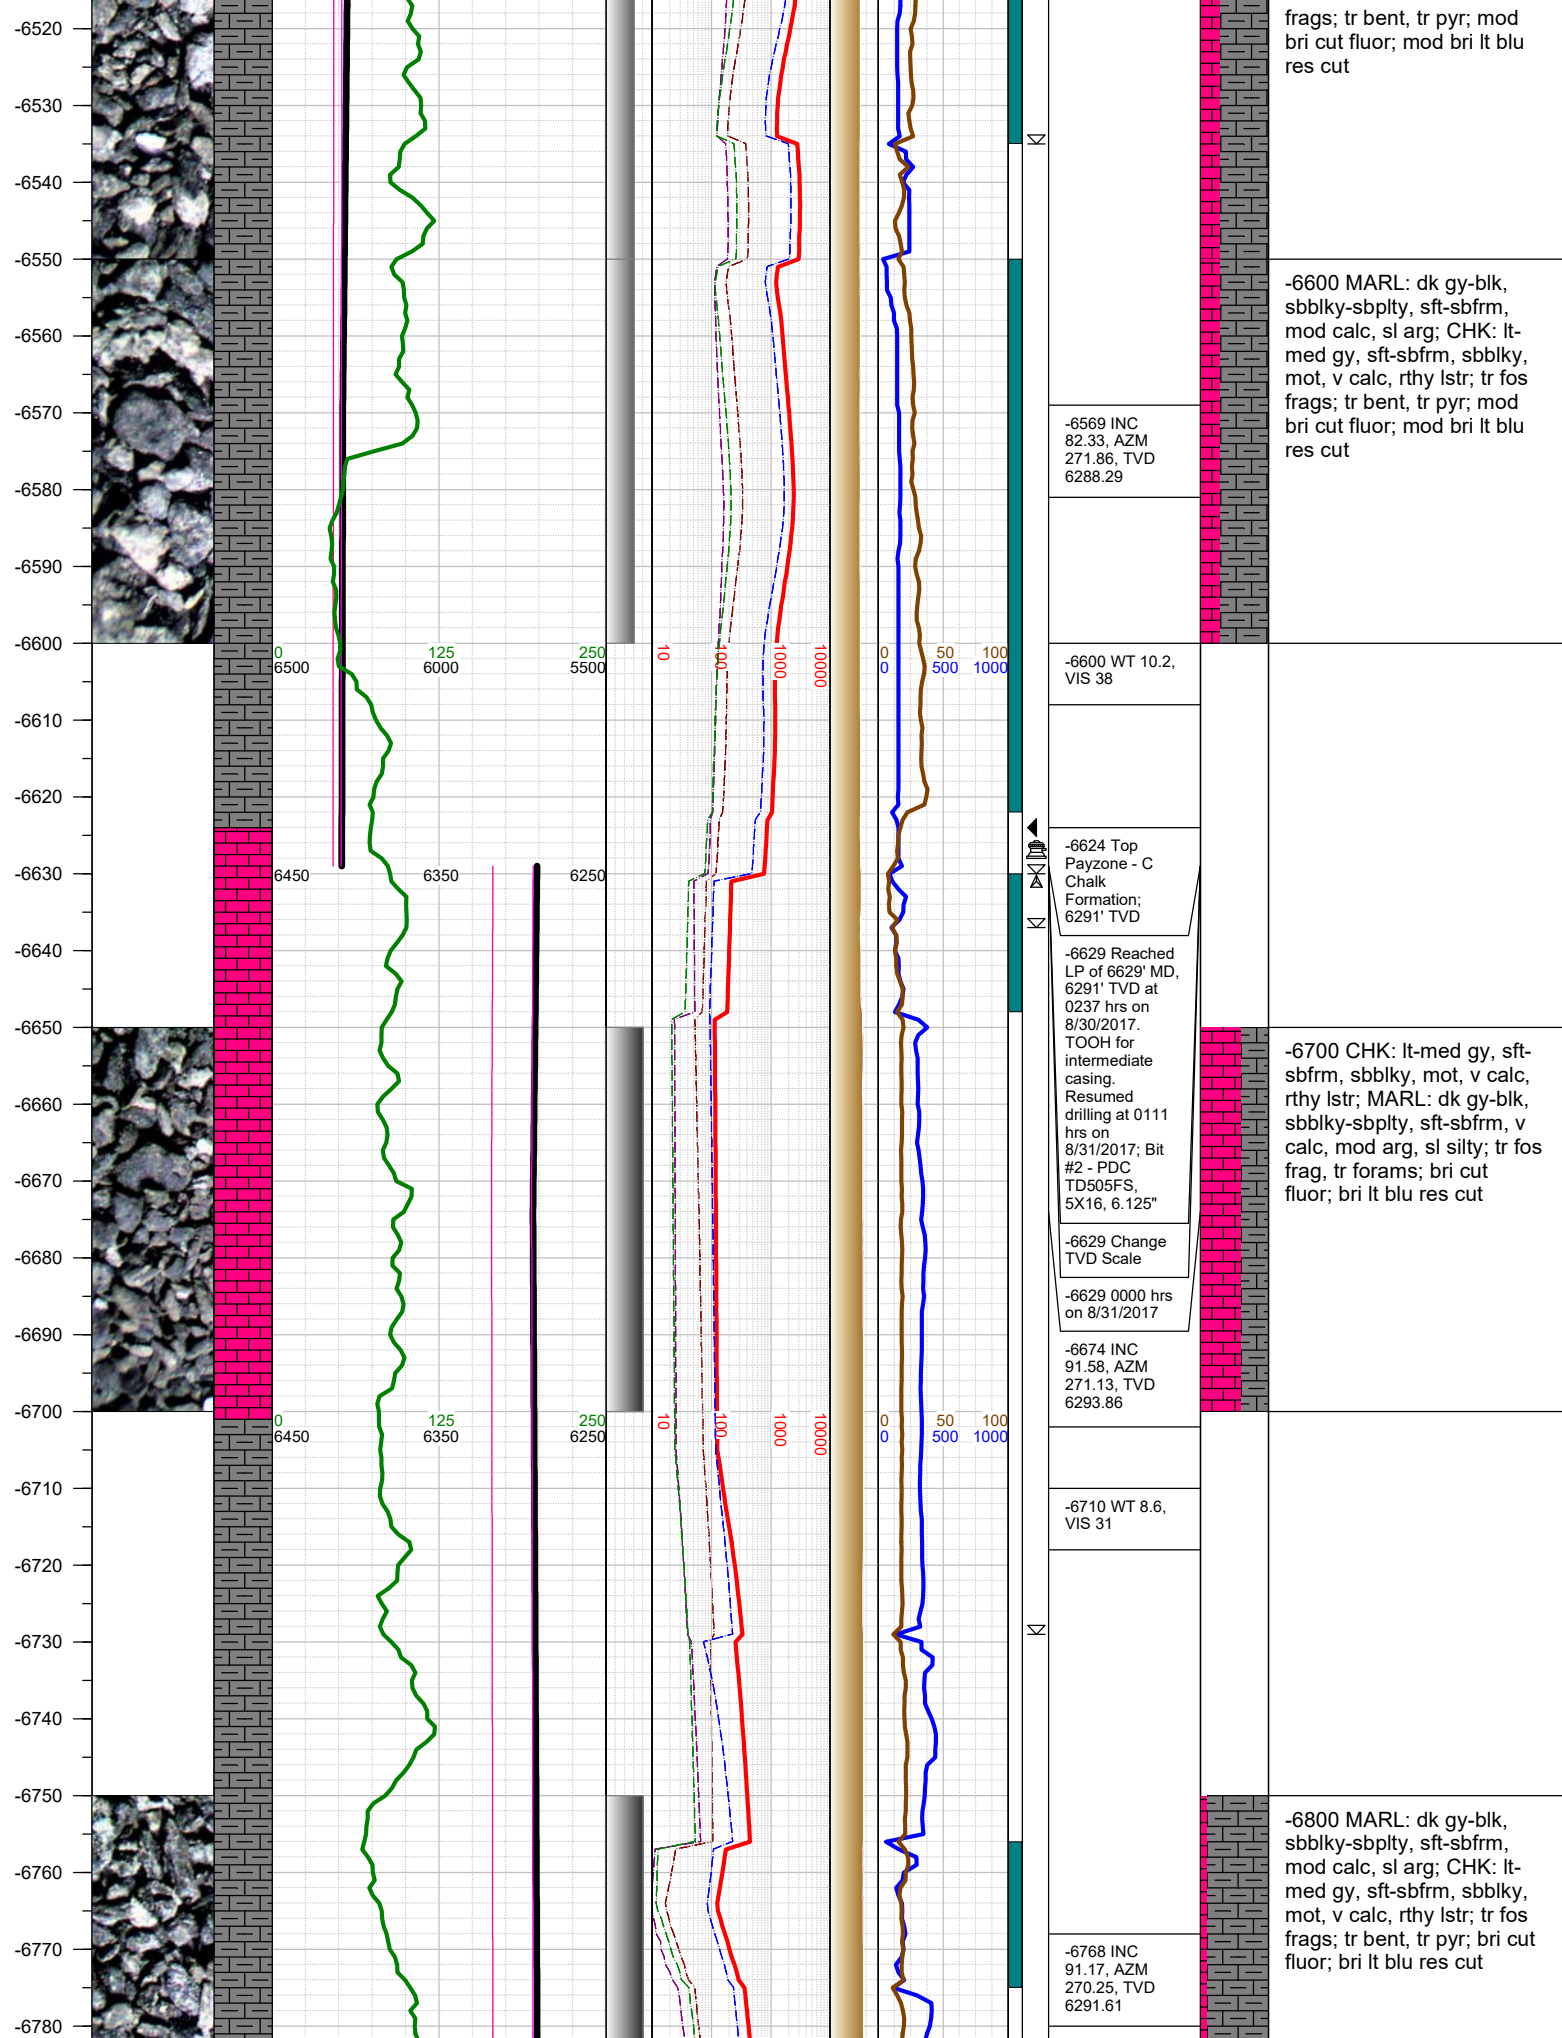 frags; tr bent, tr pyr; mod
bri cut fluor; mod bri lt blu
res cut
-6520
-6530
-6540
-6550
-6560
-6570
-6580
-6590
-6600
-6610
-6620
-6630
-6640
-6650
-6660
-6670
-6680
-6690
-6700
-6710
-6720
-6730
-6740
-6750
-6760
-6770
-6780
-6600 MARL: dk gy-blk,
sbblky-sbplty, sft-sbfrm,
mod calc, sl arg; CHK: lt-
med gy, sft-sbfrm, sbblky,
mot, v calc, rthy lstr; tr fos
frags; tr bent, tr pyr; mod
bri cut fluor; mod bri lt blu
res cut
-6569 INC
82.33, AZM
271.86, TVD
6288.29
0 125 250
6500 6000 5500
10 100 1000 10000
0 50 100
0 500 1000
-6600 WT 10.2,
VIS 38
6450 6350 6250
-6624 Top
Payzone - C
Chalk
Formation;
6291' TVD
-6629 Reached
LP of 6629' MD,
6291' TVD at
0237 hrs on
8/30/2017.
TOOH for
intermediate
casing.
Resumed
drilling at 0111
hrs on
8/31/2017; Bit
#2 - PDC
TD505FS,
5X16, 6.125"
-6629 Change
TVD Scale
-6629 0000 hrs
on 8/31/2017
-6674 INC
91.58, AZM
271.13, TVD
6293.86
-6700 CHK: lt-med gy, sft-
sbfrm, sbblky, mot, v calc,
rthy lstr; MARL: dk gy-blk,
sbblky-sbplty, sft-sbfrm, v
calc, mod arg, sl silty; tr fos
frag, tr forams; bri cut
fluor; bri lt blu res cut
0 125 250
6450 6350 6250
10 100 1000 10000
0 50 100
0 500 1000
-6710 WT 8.6,
VIS 31
-6800 MARL: dk gy-blk,
sbblky-sbplty, sft-sbfrm,
mod calc, sl arg; CHK: lt-
med gy, sft-sbfrm, sbblky,
mot, v calc, rthy lstr; tr fos
frags; tr bent, tr pyr; bri cut
fluor; bri lt blu res cut
-6768 INC
91.17, AZM
270.25, TVD
6291.61